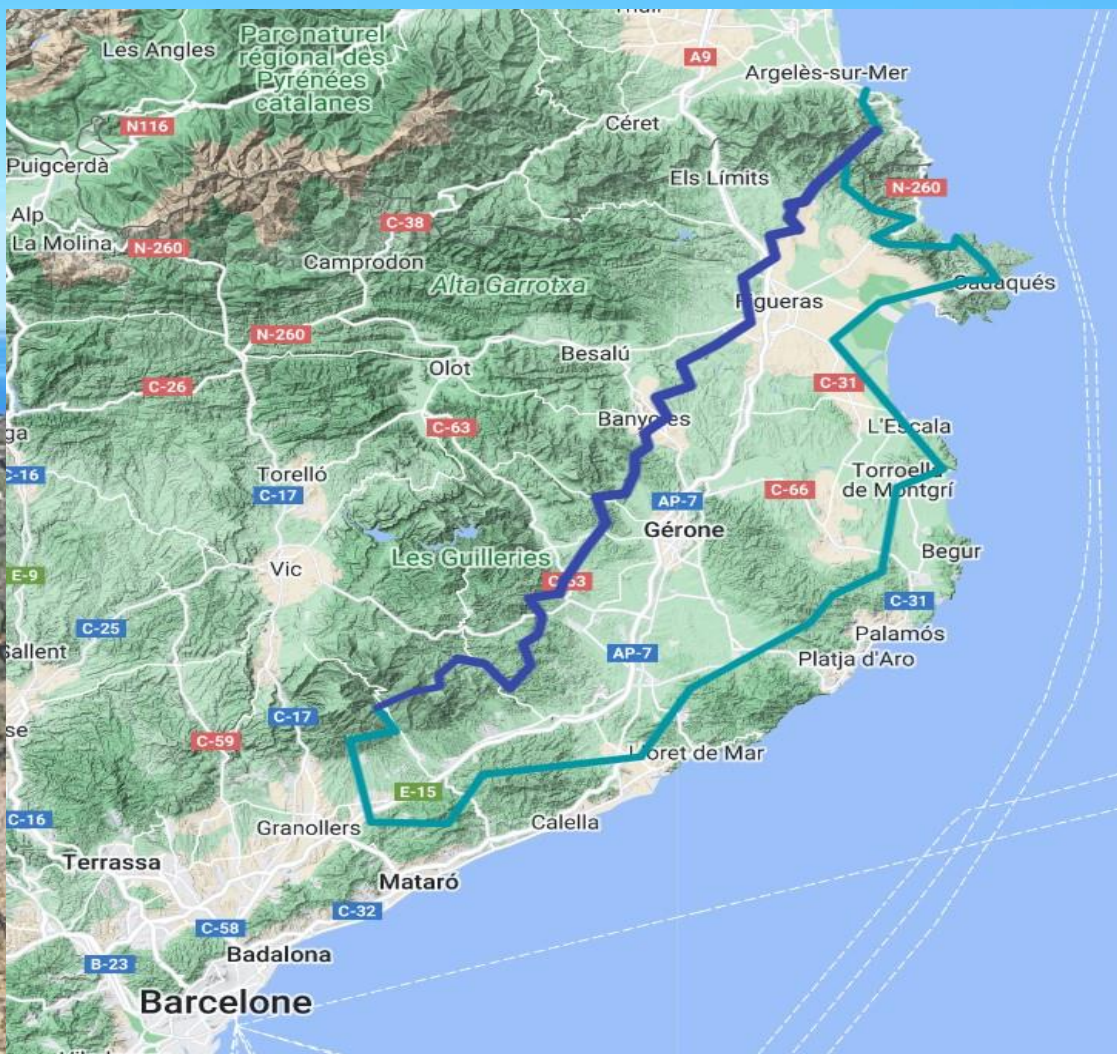 Parc naturel
régional des
Pyrénées
catalanes
Les Angles
A9
Argelès-sur-Mer
N116
Céret
Puigcerdà
Els Límits
N-260
Alp
La Molina
N-260
C-38
Camprodon
Alta Garrotxa
Cadaqués
Figueras
N-260
Besalú
Olot
C-26
C-31
Banyoles
L'Escala
C-63
C-16
Torelló
Torroella
de Montgrí
C-17
C-66
AP-7
Gérone
Les Guilleries
Begur
Vic
E-9
C-63
C-31
C-25
Sallent
Palamós
AP-7
Platja d'Aro
C-17
C-59
Lloret de Mar
E-15
C-16
Granollers
Calella
Terrassa
Mataró
C-32
C-58
Badalona
B-23
Barcelone